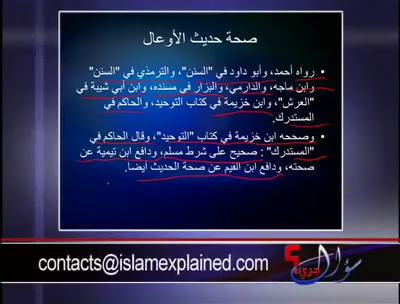 صحة حديث الأوعال
• رواه أحمد، وأبو داود في "السنن"، والترمذي في "السنن"
وابن ماجه، والدارمي، والبزار في مسنده، وابن أبي شيبة في
"العرش"، وابن خزيمة في كتاب التوحيد، والحاكم في
المستدرك.
• وصححه ابن خزيمة في كتاب "التوحيد"، وقال الحاكم في
"المستدرك" : صحيح على شرط مسلم، ودافع ابن تيمية عن
صحته، ودافع ابن القيم عن صحة الحديث أيضا.
contacts@islamexplained.com
سؤال جريء